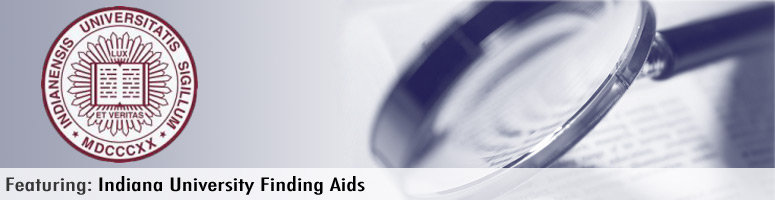 INDIANENSIS UNIVERSITATIS SIGILLUM
LUX
ET VERITAS
MDCCCXX
Featuring: Indiana University Finding Aids